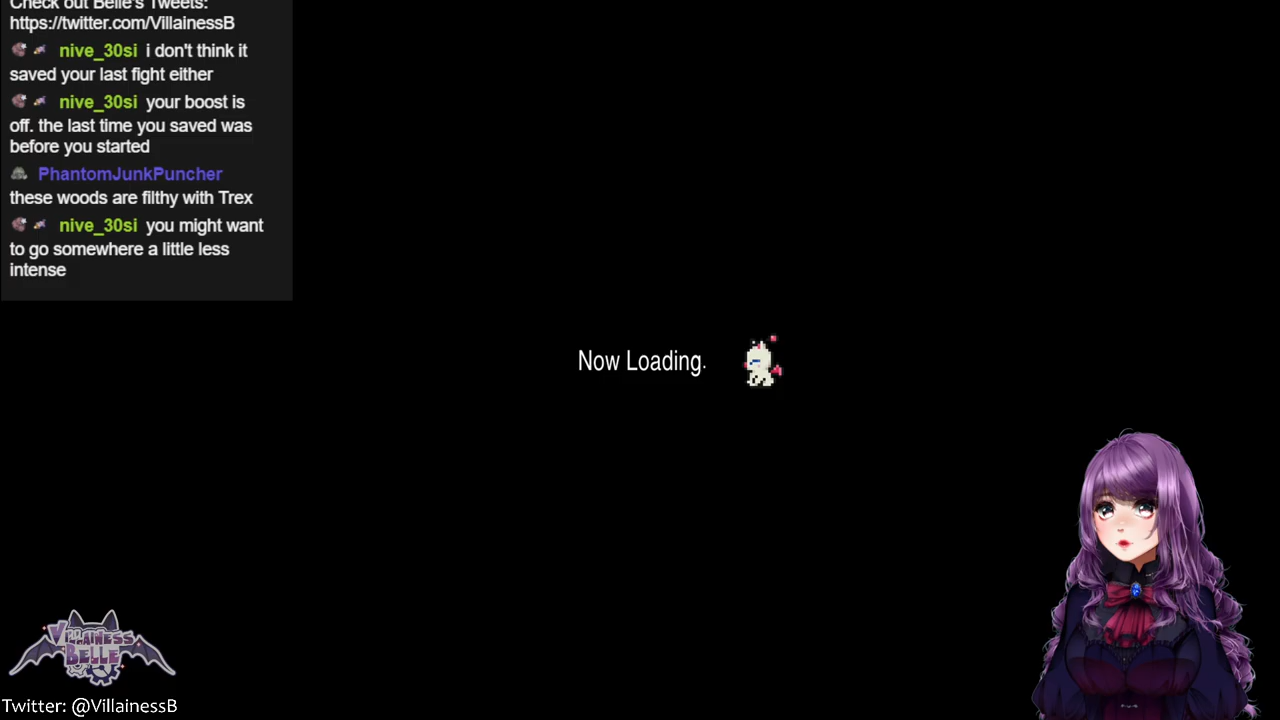 Check out Belle's Tweets:
https://twitter.com/VillainessB
nive_30si i don't think it
saved your last fight either
nive_30si your boost is
off. the last time you saved was
before you started
PhantomJunkPuncher
these woods are filthy with Trex
nive_30si you might want
to go somewhere a little less
intense
Now Loading.
VILLAINESS
BELLE
Twitter: @VillainessB